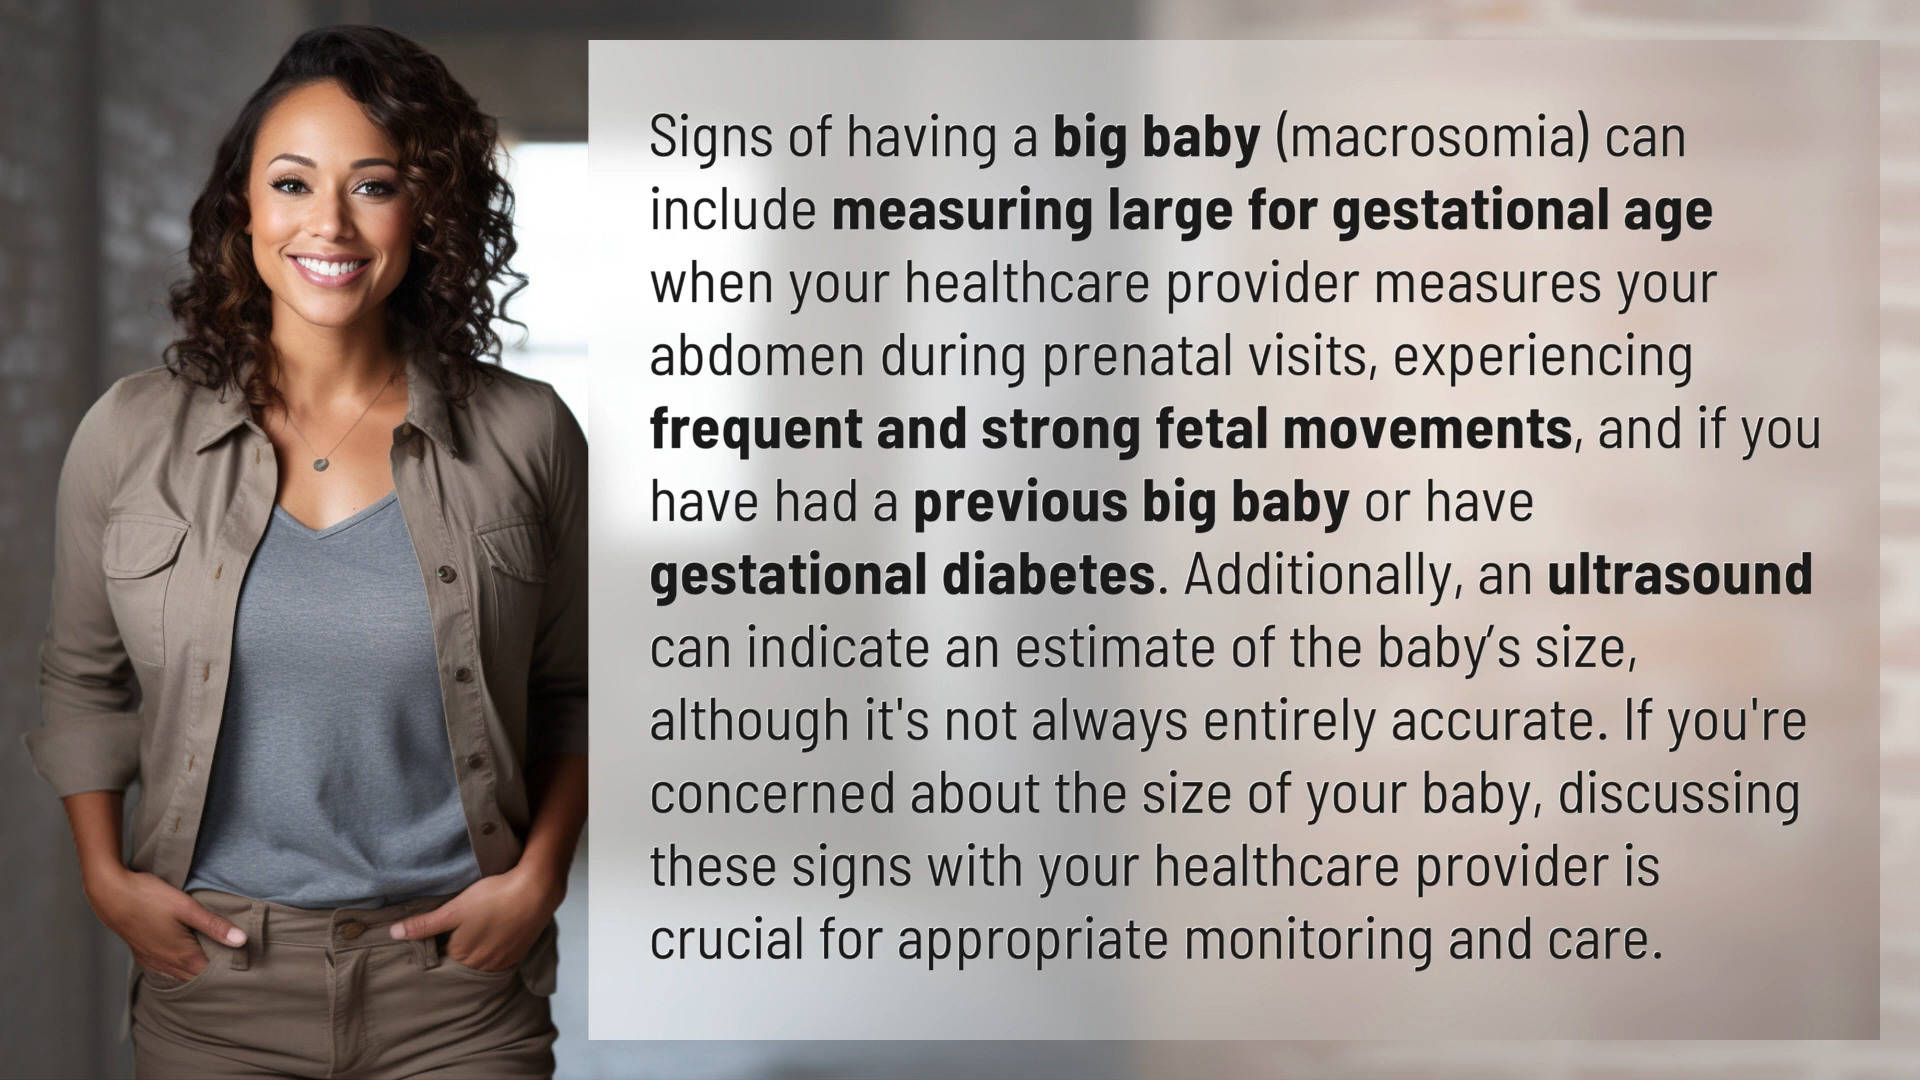 Signs of having a big baby (macrosomia) can
include measuring large for gestational age
when your healthcare provider measures your
abdomen during prenatal visits, experiencing
frequent and strong fetal movements, and if you
have had a previous big baby or have
gestational diabetes. Additionally, an ultrasound
can indicate an estimate of the baby’s size,
although it's not always entirely accurate. If you're
concerned about the size of your baby, discussing
these signs with your healthcare provider is
crucial for appropriate monitoring and care.